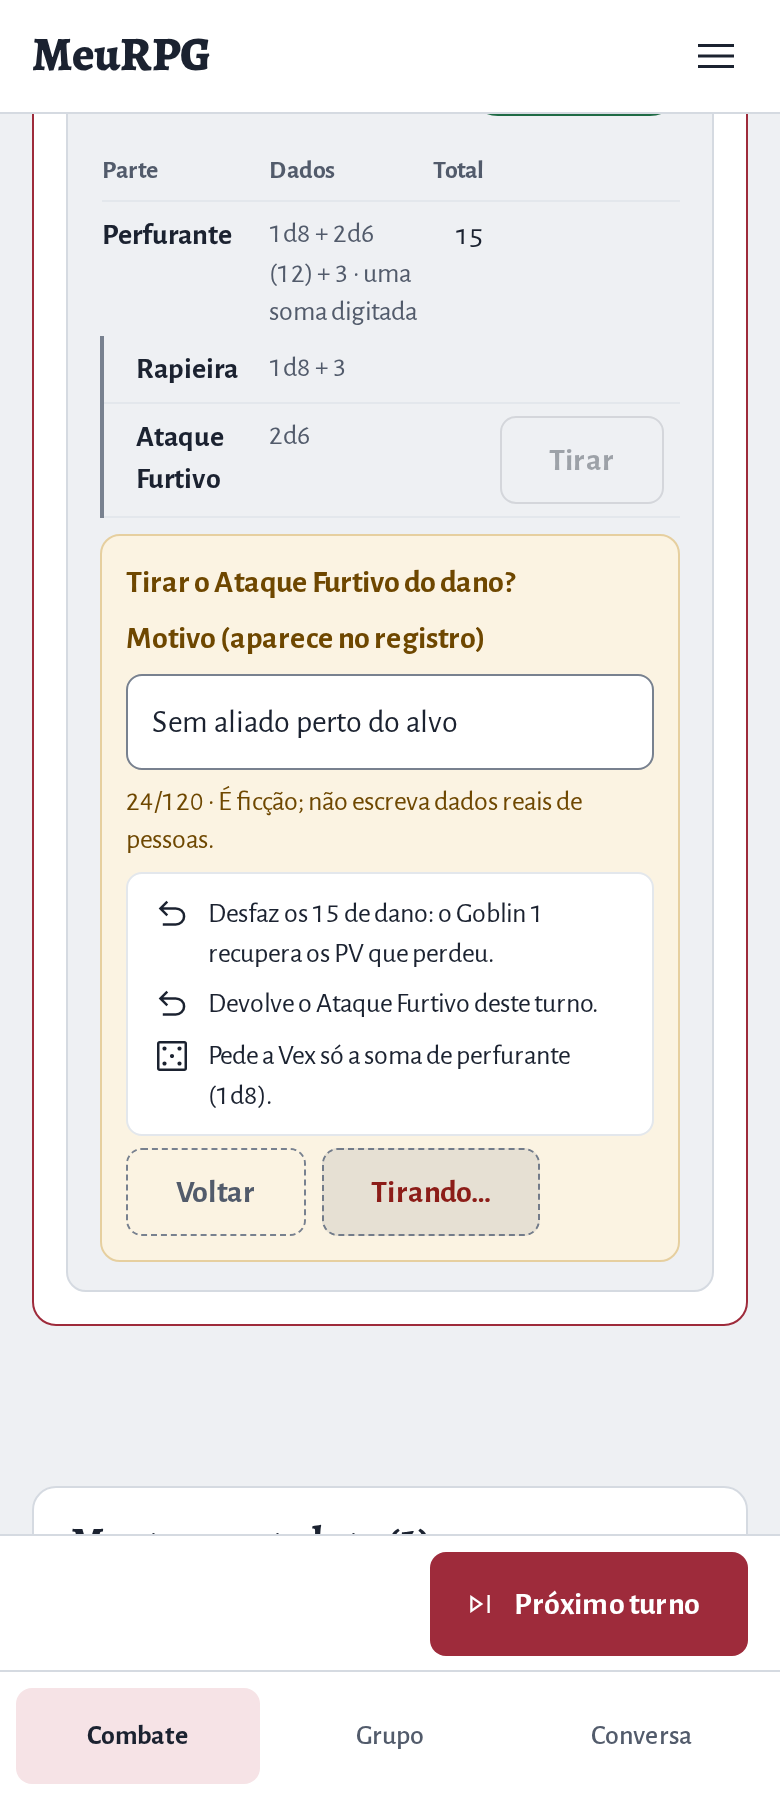 MeuRPG
Parte Dados Total
Perfurante 1d8 + 2d6 15
(12) + 3 · uma
soma digitada
Rapieira 1d8 + 3
Ataque 2d6
Furtivo
Tirar
Tirar o Ataque Furtivo do dano?
Motivo (aparece no registro)
Sem aliado perto do alvo
24/120 · É ficção; não escreva dados reais de
pessoas.
Desfaz os 15 de dano: o Goblin 1
recupera os PV que perdeu.
Devolve o Ataque Furtivo deste turno.
Pede a Vex só a soma de perfurante
(1d8).
Voltar Tirando…
Próximo turno
Combate Grupo Conversa